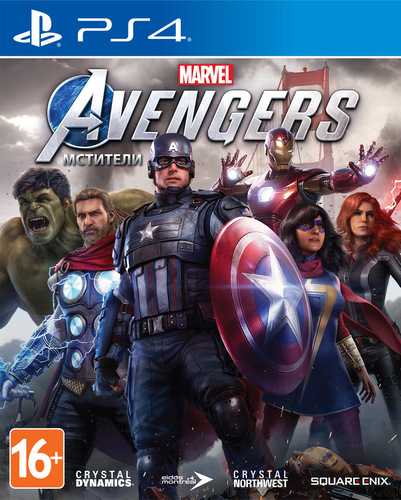 PS4
MARVEL
AVENGERS
МСТИТЕЛИ
A
16+
CRYSTAL
DYNAMICS
eidos
montréal
CRYSTAL
NORTHWEST
SQUARE ENIX